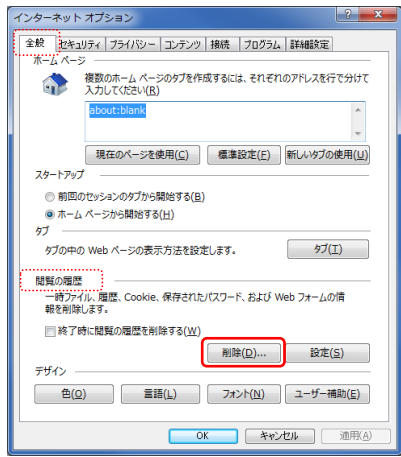 インターネット オプション
全般 セキュリティ プライバシー コンテンツ 接続 プログラム 詳細設定
ホーム ページ
複数のホーム ページのタブを作成するには、それぞれのアドレスを行で分けて
入力してください(R)
about:blank
現在のページを使用(C) 標準設定(F) 新しいタブの使用(U)
スタートアップ
前回のセッションのタブから開始する(B)
ホーム ページから開始する(H)
タブ
タブの中の Web ページの表示方法を設定します。 タブ(T)
閲覧の履歴
一時ファイル、履歴、Cookie、保存されたパスワード、および Web フォームの情
報を削除します。
終了時に閲覧の履歴を削除する(W)
削除(D)... 設定(S)
デザイン
色(O) 言語(L) フォント(N) ユーザー補助(E)
OK キャンセル 適用(A)